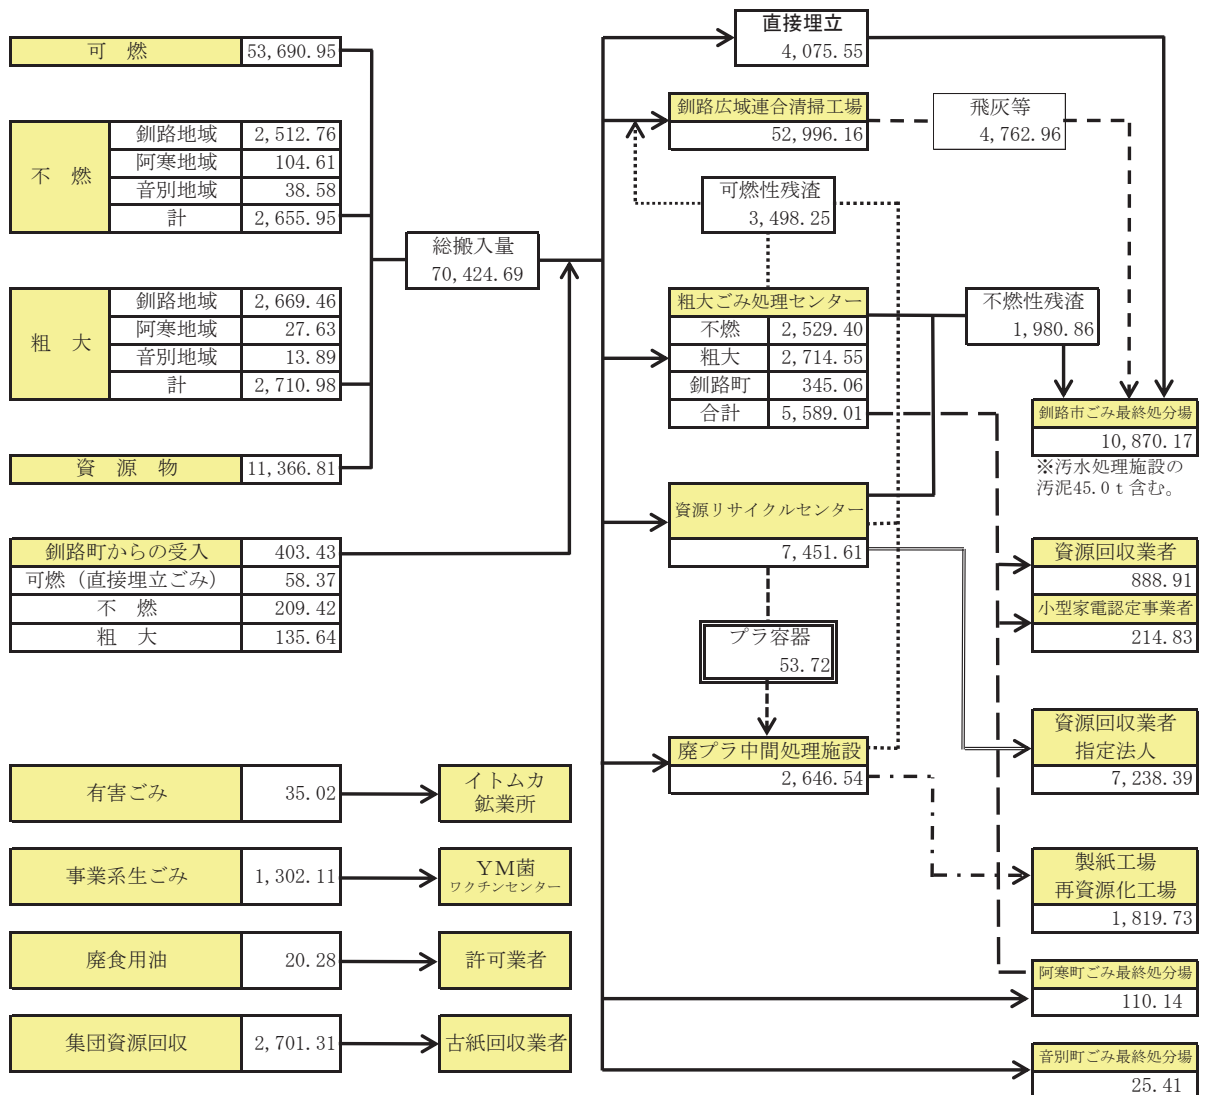 可　燃 53,690.95
不　燃
釧路地域 2,512.76
阿寒地域 104.61
音別地域 38.58
計 2,655.95
粗　大
釧路地域 2,669.46
阿寒地域 27.63
音別地域 13.89
計 2,710.98
資　源　物 11,366.81
釧路町からの受入 403.43
可燃（直接埋立ごみ） 58.37
不　燃 209.42
粗　大 135.64
有害ごみ 35.02
事業系生ごみ 1,302.11
廃食用油 20.28
集団資源回収 2,701.31
総搬入量
70,424.69
イトムカ
鉱業所
ＹＭ菌
ワクチンセンター
許可業者
古紙回収業者
直接埋立
4,075.55
釧路広域連合清掃工場
52,996.16
可燃性残渣
3,498.25
粗大ごみ処理センター
不燃 2,529.40
粗大 2,714.55
釧路町 345.06
合計 5,589.01
資源リサイクルセンター
7,451.61
プラ容器
53.72
廃プラ中間処理施設
2,646.54
飛灰等
4,762.96
不燃性残渣
1,980.86
釧路市ごみ最終処分場
10,870.17
※汚水処理施設の
汚泥45.0ｔ含む。
資源回収業者
888.91
小型家電認定事業者
214.83
資源回収業者
指定法人
7,238.39
製紙工場
再資源化工場
1,819.73
阿寒町ごみ最終処分場
110.14
音別町ごみ最終処分場
25.41